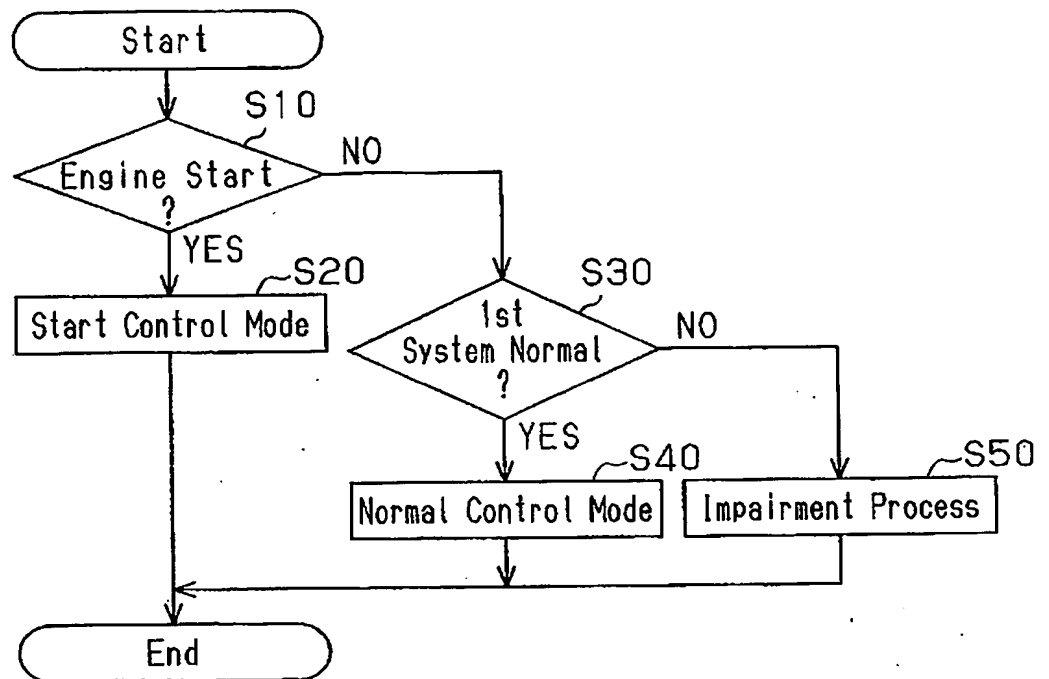 Start
S10
Engine Start
?
NO
YES
S20
Start Control Mode
S30
1st
System Normal
?
NO
YES
S40
Normal Control Mode
S50
Impairment Process
End